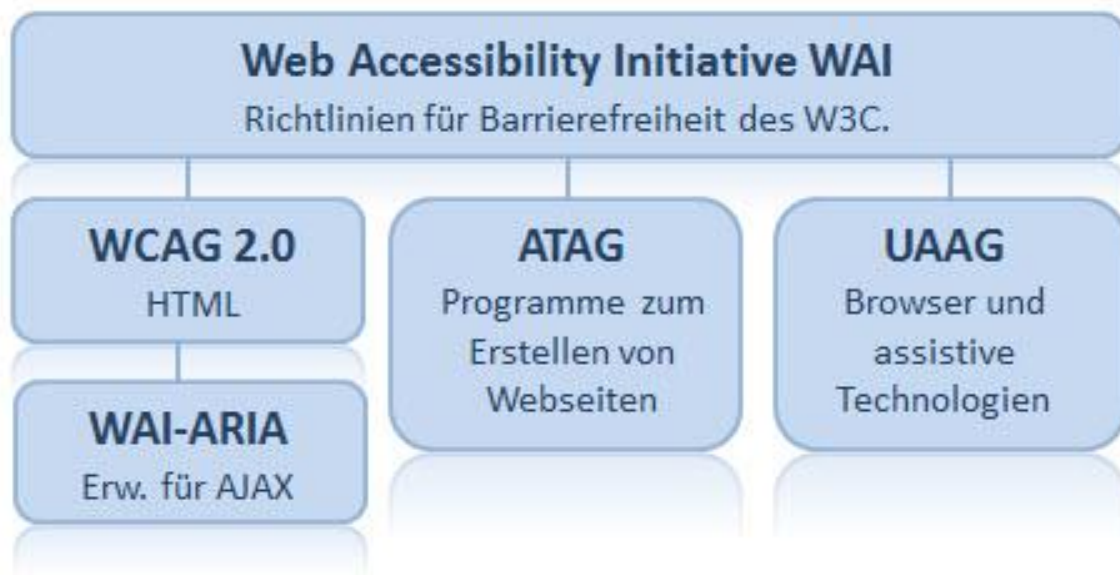 Web Accessibility Initiative WAI
Richtlinien für Barrierefreiheit des W3C.
WCAG 2.0
HTML
WAI-ARIA
Erw. für AJAX
ATAG
Programme zum
Erstellen von
Webseiten
UAAG
Browser und
assistive
Technologien